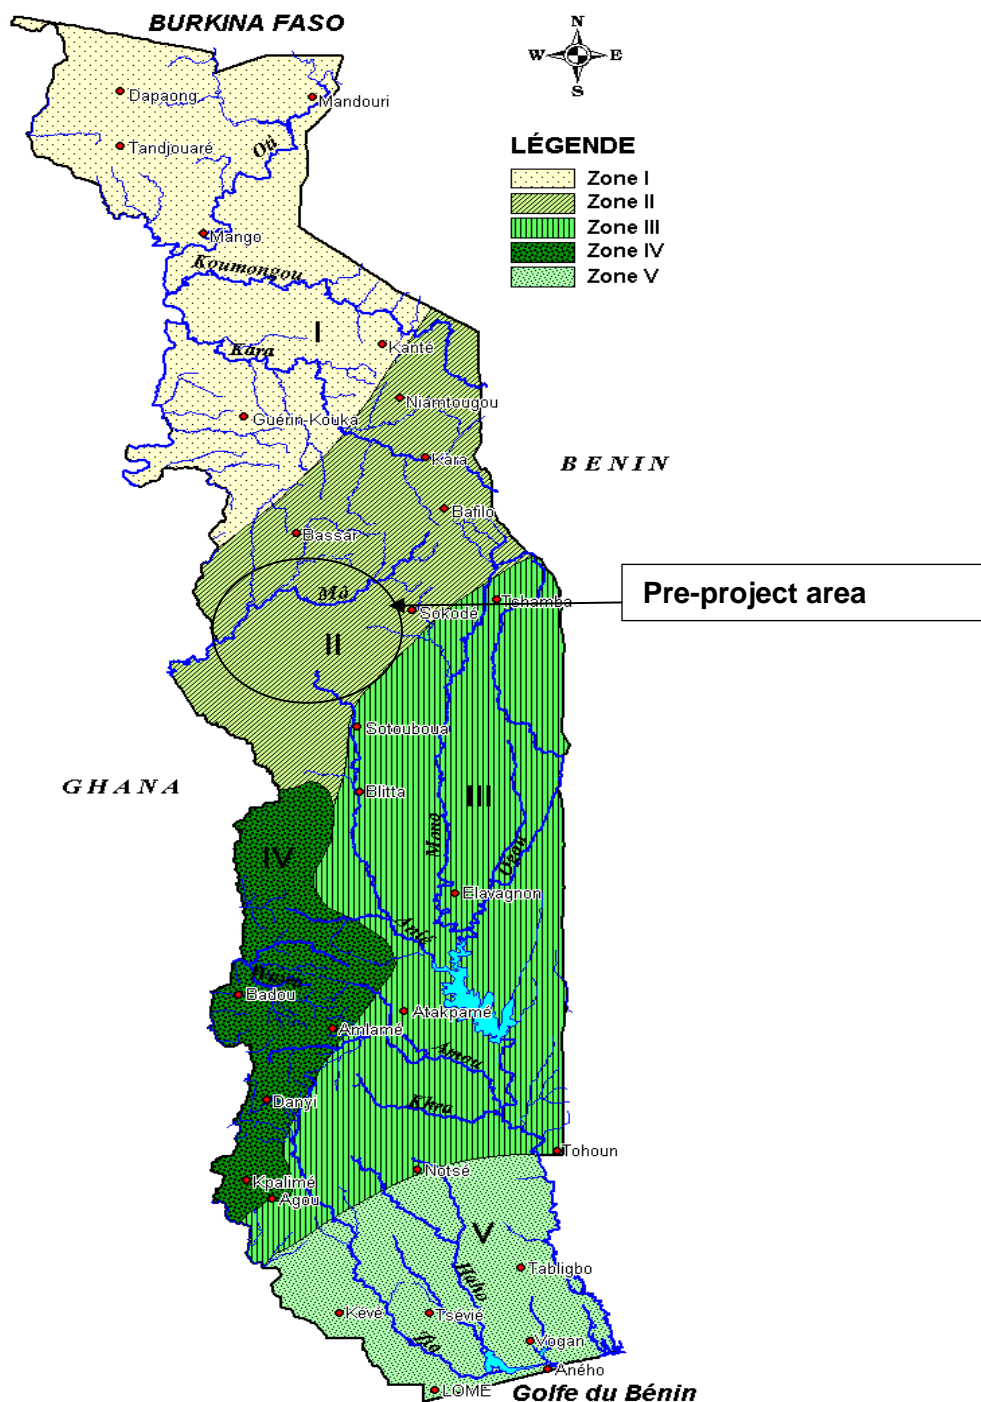 BURKINA FASO
N
W E
S
Dapaong
Mandouri
Tandjouaré
Oti
LÉGENDE
Zone I
Zone II
Zone III
Zone IV
Zone V
Mango
Koumongou
I
Kara
Kanté
Niamtougou
Guérin-Kouka
Kara
BENIN
Bafilo
Bassar
Mô
Pre-project area
Sokodé
Tchamba
II
Sotouboua
GHANA
Blitta
III
Mono
Ogou
IV
Elavagnon
Anié
Badou
Atakpamé
Amlamé
Amou
Danyi
Khra
Tohoun
Notsé
Kpalimé
Agou
V
Haho
Tabligbo
Kévé
Tsévié
Zio
Vogan
Aného
LOME
Golfe du Bénin